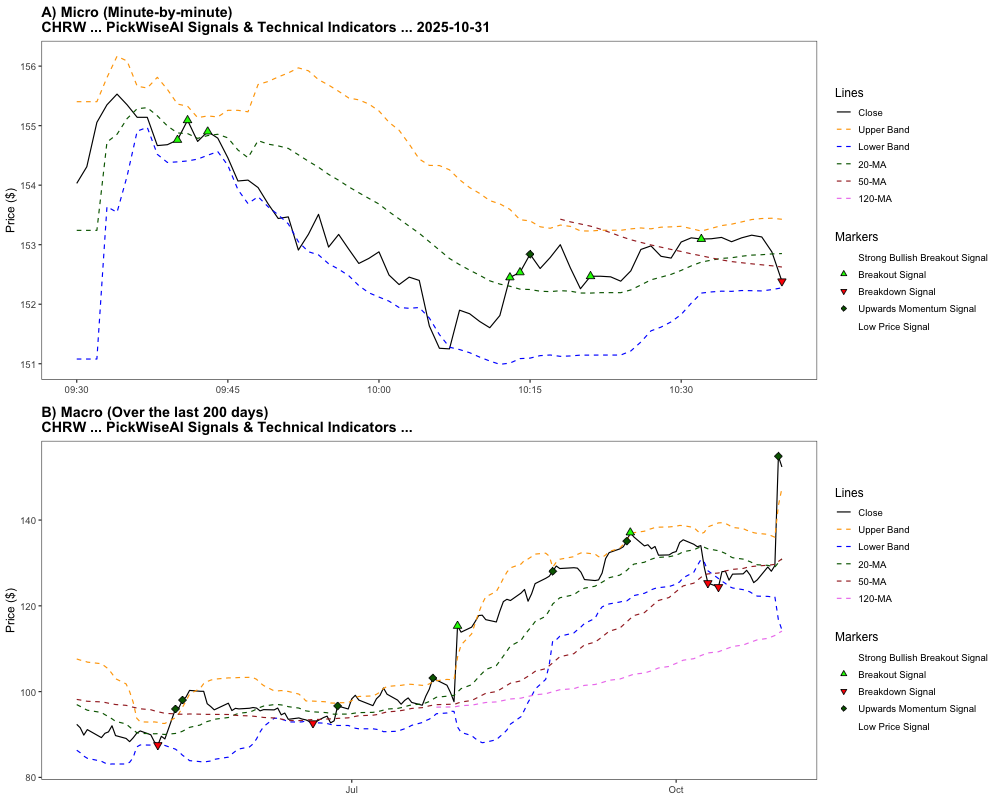 A) Micro (Minute-by-minute)
CHRW ... PickWiseAI Signals & Technical Indicators ... 2025-10-31
Price ($)
156
155
154
153
152
151
09:30
09:45
10:00
10:15
10:30
Lines
Close
Upper Band
Lower Band
20-MA
50-MA
120-MA
Markers
Strong Bullish Breakout Signal
Breakout Signal
Breakdown Signal
Upwards Momentum Signal
Low Price Signal
B) Macro (Over the last 200 days)
CHRW ... PickWiseAI Signals & Technical Indicators ...
Price ($)
140
120
100
80
Jul
Oct
Lines
Close
Upper Band
Lower Band
20-MA
50-MA
120-MA
Markers
Strong Bullish Breakout Signal
Breakout Signal
Breakdown Signal
Upwards Momentum Signal
Low Price Signal